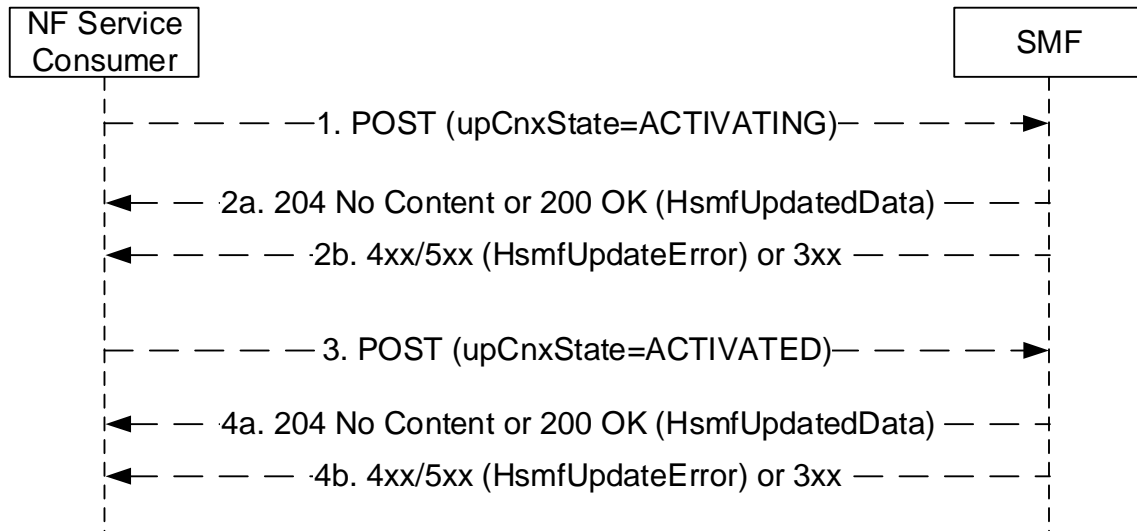 NF Service
Consumer
SMF
1. POST (upCnxState=ACTIVATING)
2a. 204 No Content or 200 OK (HsmfUpdatedData)
2b. 4xx/5xx (HsmfUpdateError) or 3xx
3. POST (upCnxState=ACTIVATED)
4a. 204 No Content or 200 OK (HsmfUpdatedData)
4b. 4xx/5xx (HsmfUpdateError) or 3xx